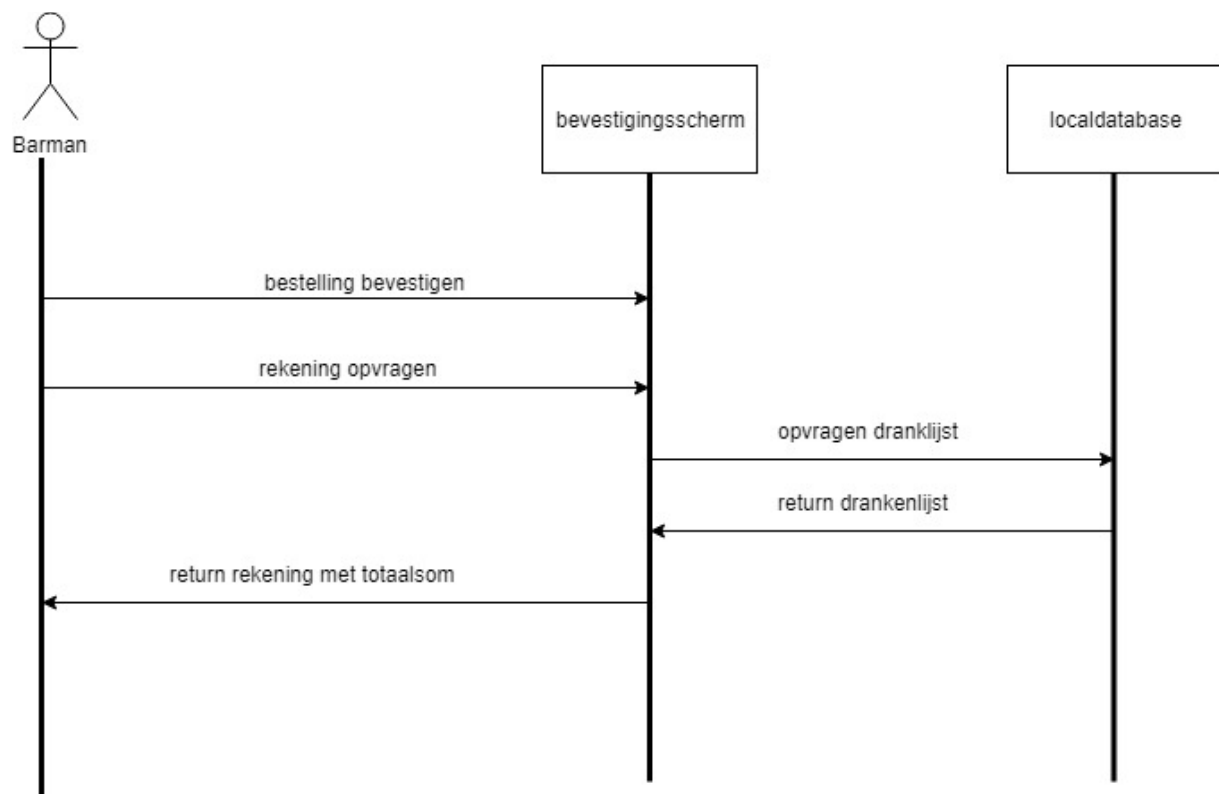 Barman
bevestigingsscherm
localdatabase
bestelling bevestigen
rekening opvragen
opvragen dranklijst
return drankenlijst
return rekening met totaalsom